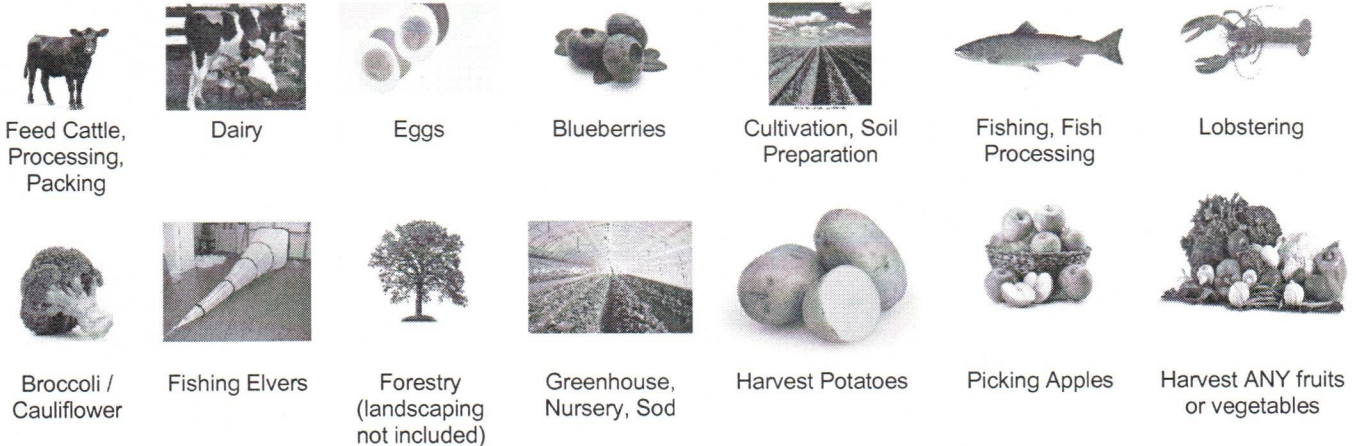 Feed Cattle,
Processing,
Packing
Dairy
Eggs
Blueberries
Cultivation, Soil
Preparation
Fishing, Fish
Processing
Lobstering
Broccoli /
Cauliflower
Fishing Elvers
Forestry
(landscaping
not included)
Greenhouse,
Nursery, Sod
Harvest Potatoes
Picking Apples
Harvest ANY fruits
or vegetables